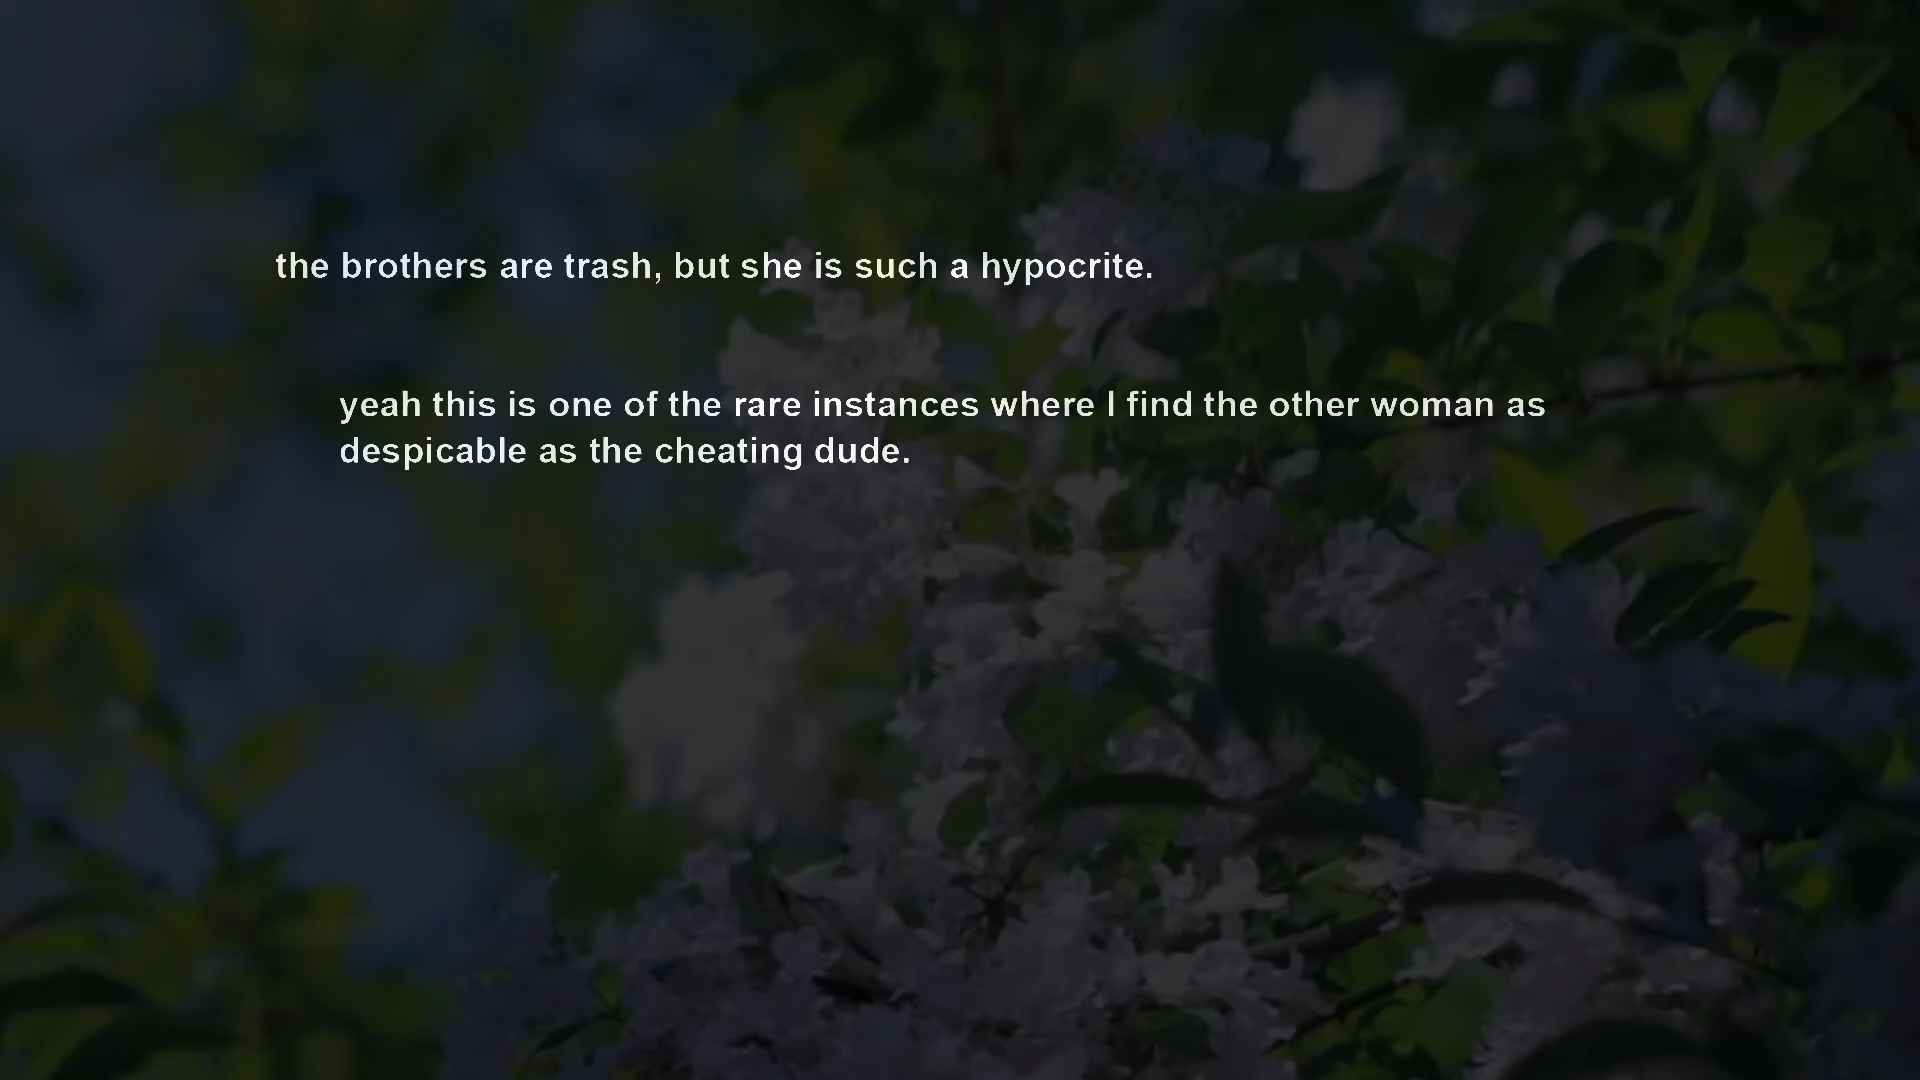 the brothers are trash, but she is such a hypocrite.
yeah this is one of the rare instances where I find the other woman as
despicable as the cheating dude.